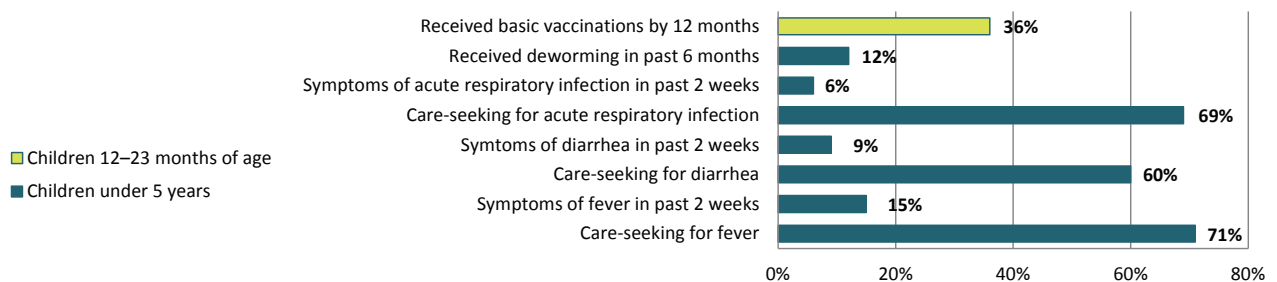 Received basic vaccinations by 12 months 36%
Received deworming in past 6 months 12%
Symptoms of acute respiratory infection in past 2 weeks 6%
Care-seeking for acute respiratory infection 69%
Symtoms of diarrhea in past 2 weeks 9%
Care-seeking for diarrhea 60%
Symptoms of fever in past 2 weeks 15%
Care-seeking for fever 71%
0% 20% 40% 60% 80%
Children 12–23 months of age
Children under 5 years